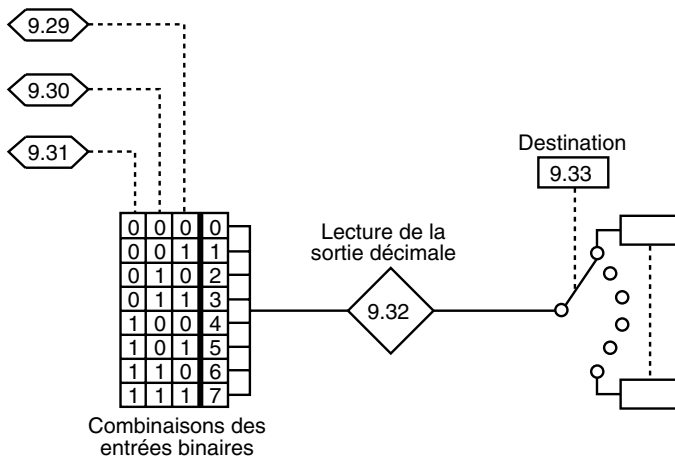 9.29
9.30
9.31
Destination
9.33
Lecture de la
sortie décimale
9.32
0 0 0 0
0 0 1 1
0 1 0 2
0 1 1 3
1 0 0 4
1 0 1 5
1 1 0 6
1 1 1 7
Combinaisons des
entrées binaires